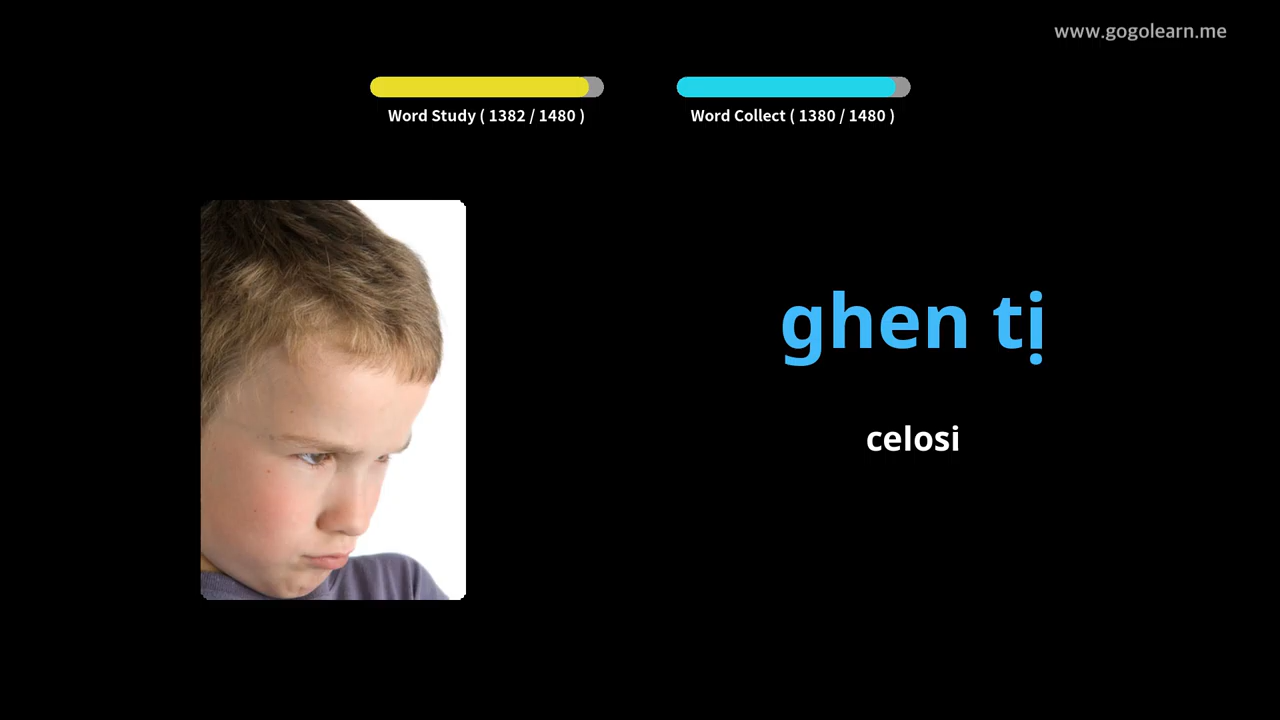 www.gogolearn.me
Word Study ( 1382 / 1480 )
Word Collect ( 1380 / 1480 )
ghen tị
celosi